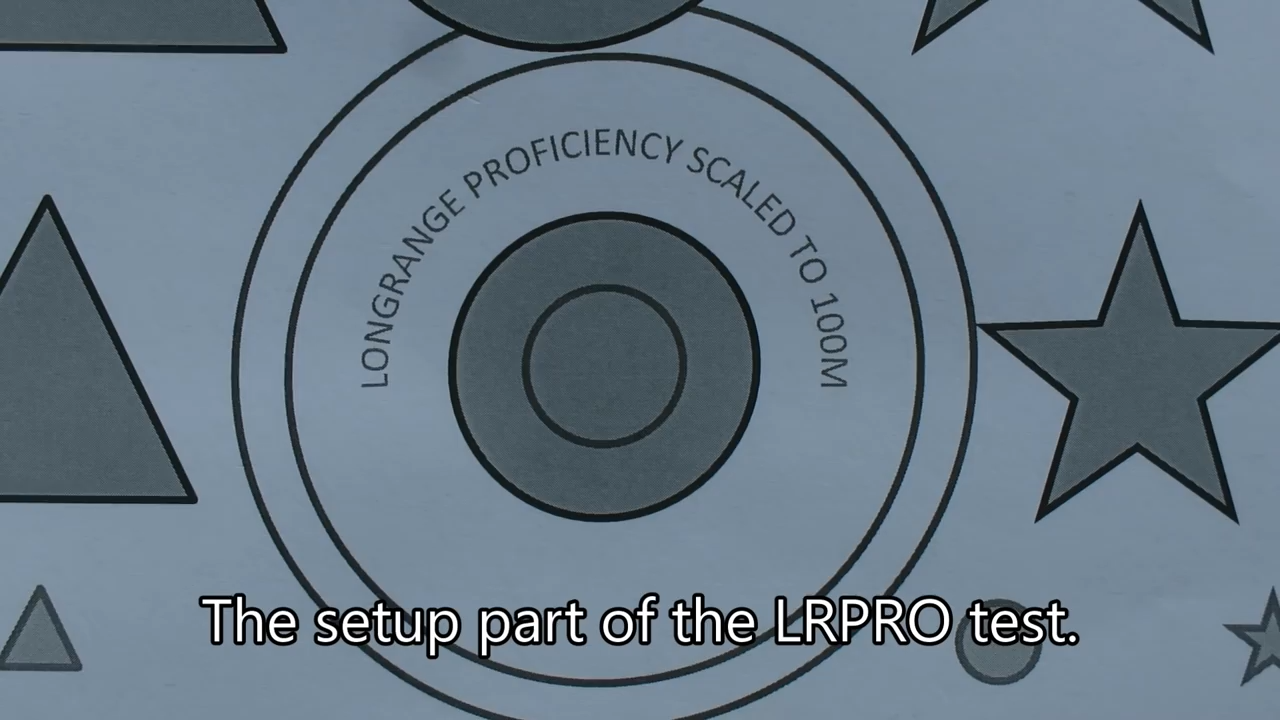 LONGRANGE PROFICIENCY SCALED TO 100M
The setup part of the LRPRO test.